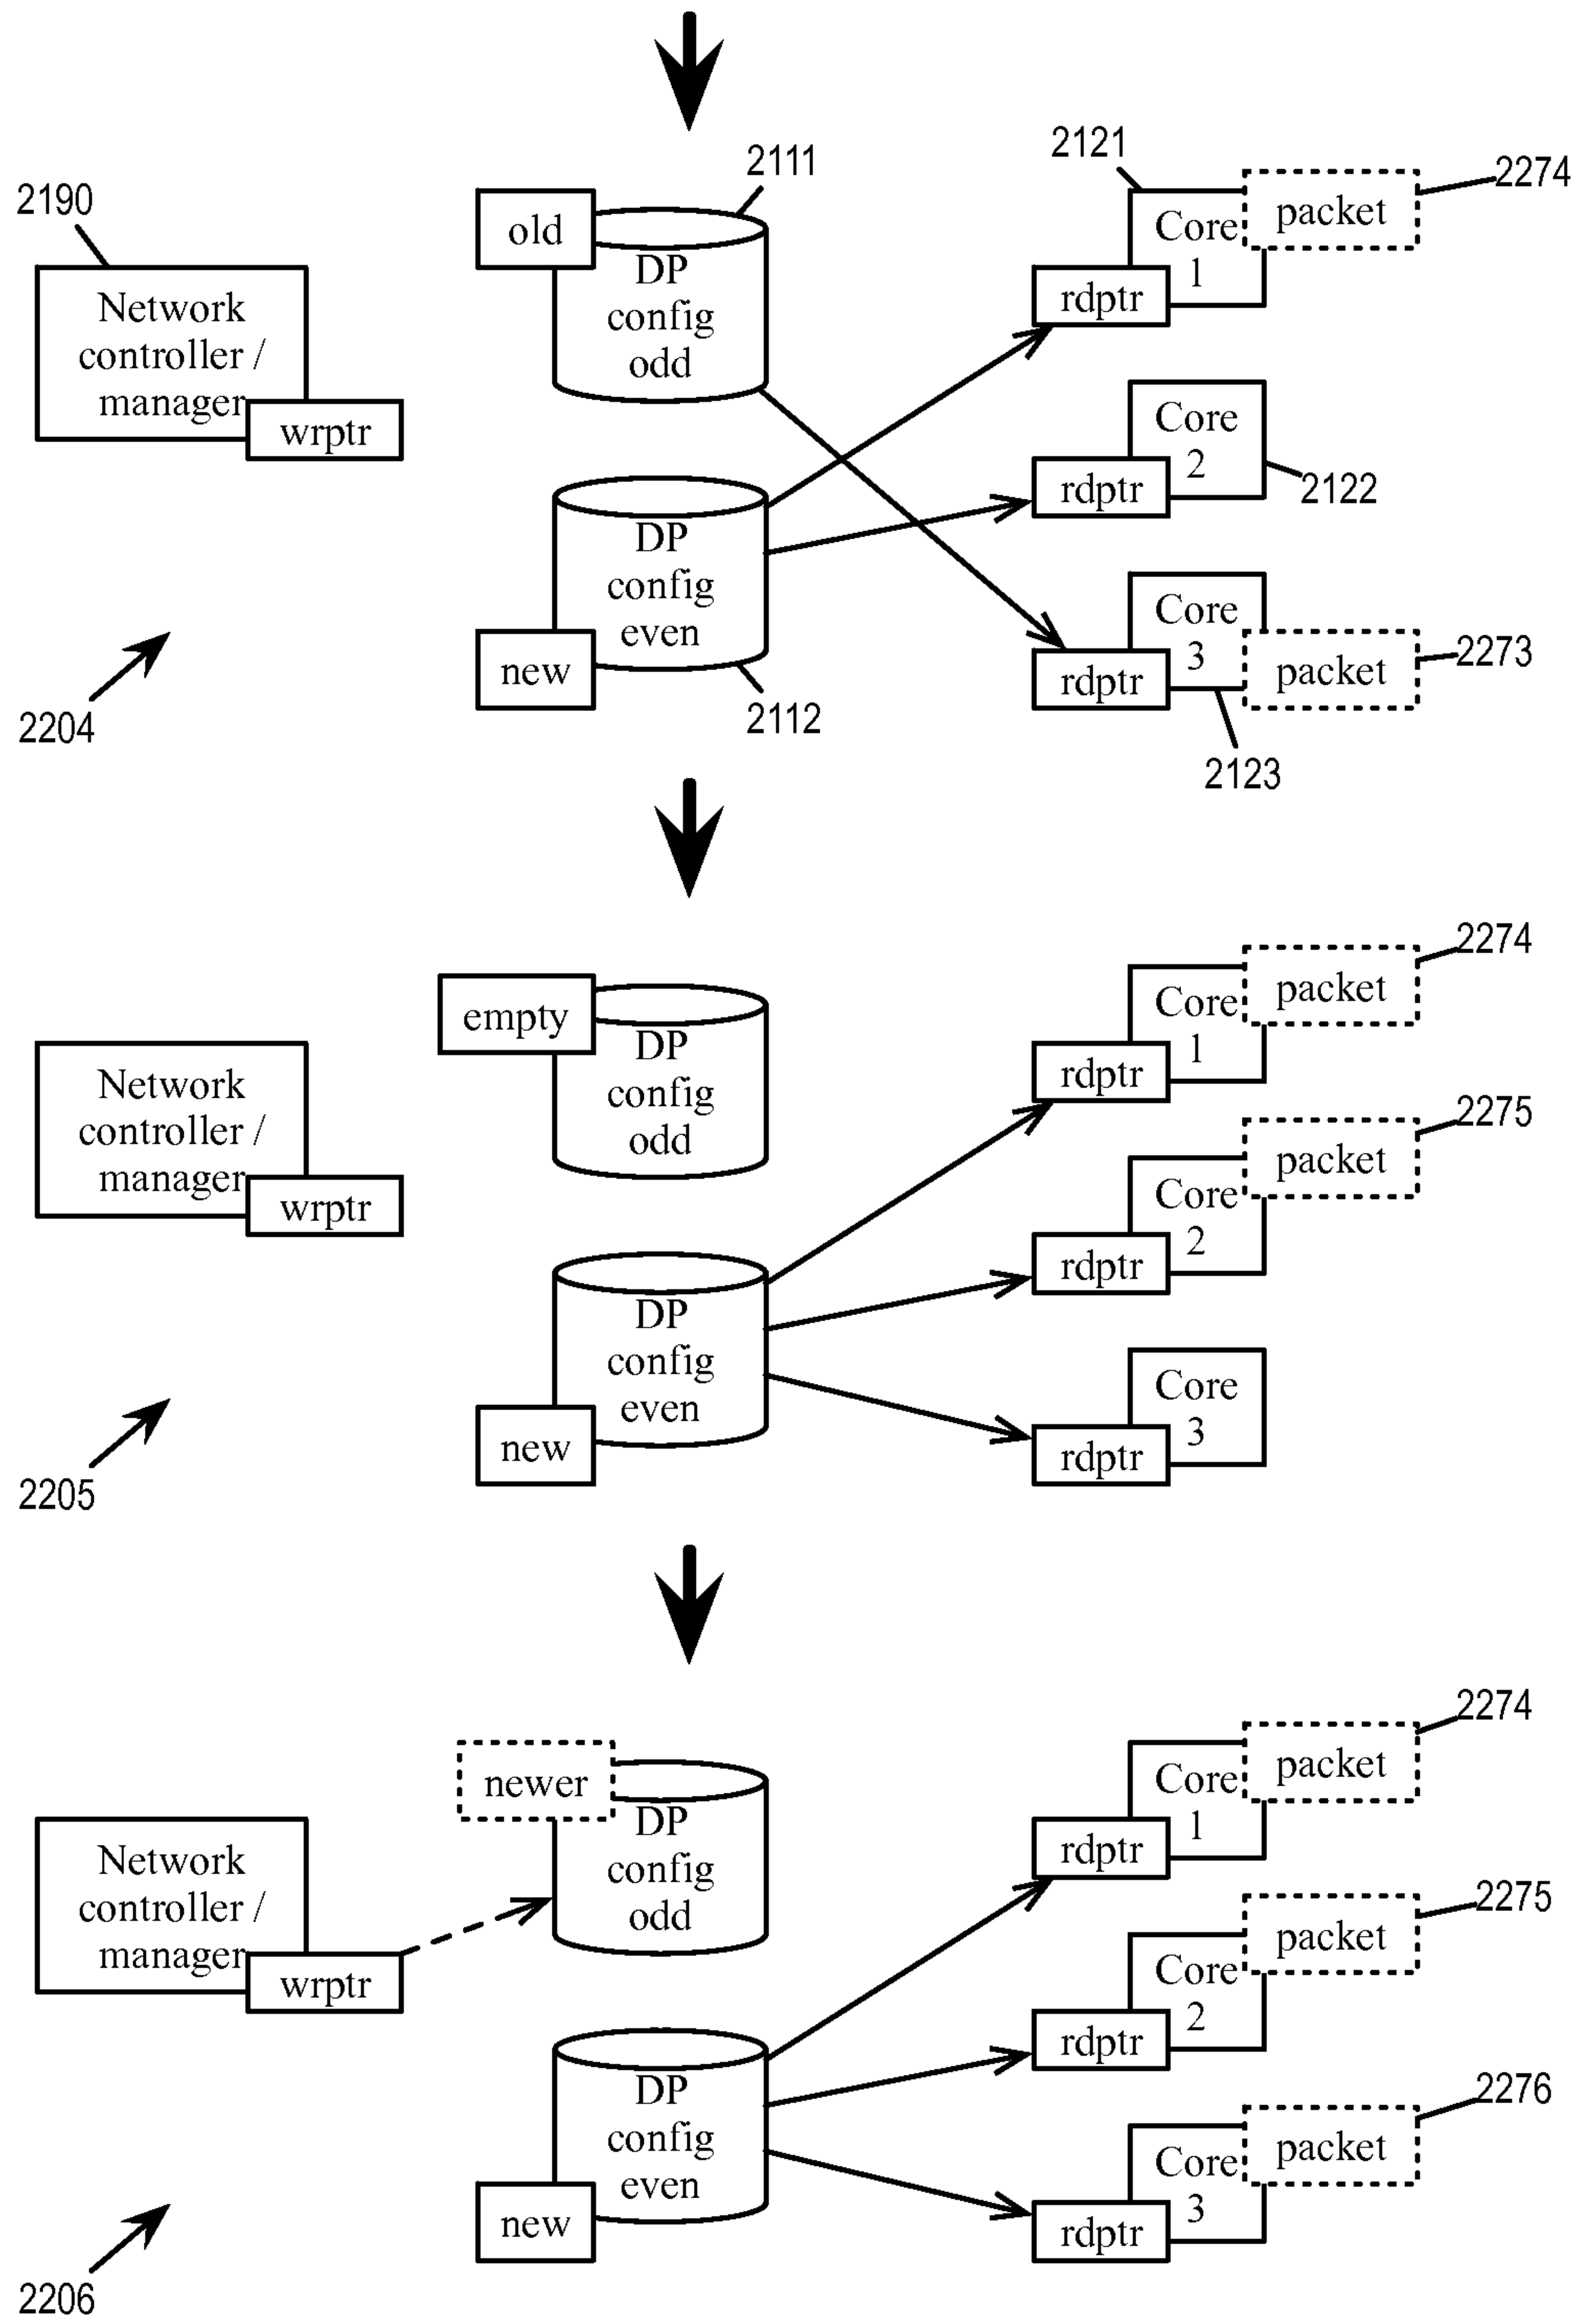 2111
2121
2274
2190
old
packet
Core
1
DP
config
odd
rdptr
Network
controller /
manager
wrptr
Core
2
rdptr
2122
DP
config
even
Core
3
packet
2273
new
rdptr
2204
2112
2123
2274
empty
packet
Core
1
DP
config
odd
rdptr
Network
controller /
manager
wrptr
2275
packet
Core
2
rdptr
DP
config
even
Core
3
new
rdptr
2205
2274
newer
packet
Core
1
DP
config
odd
rdptr
Network
controller /
manager
wrptr
2275
packet
Core
2
rdptr
DP
config
even
2276
packet
Core
3
new
rdptr
2206